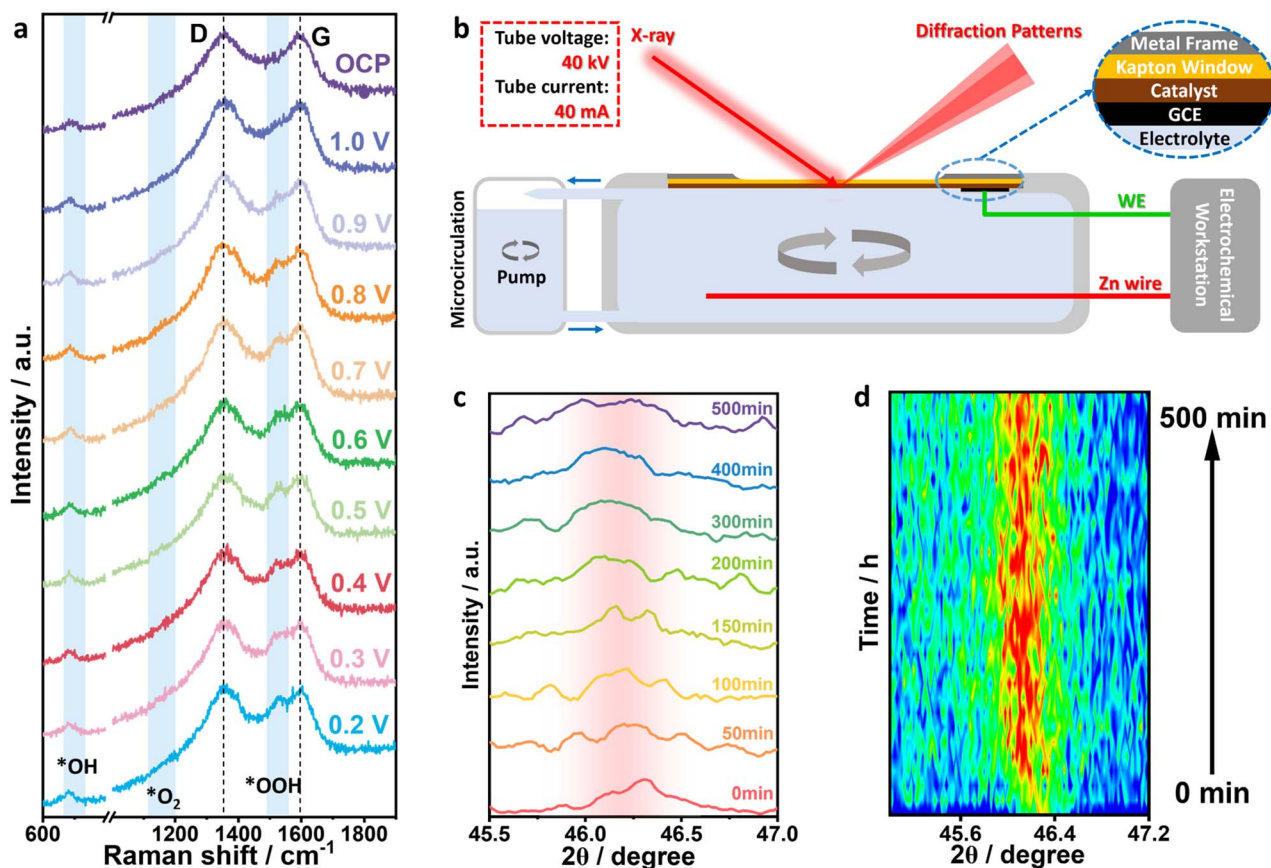 a
D
G
OCP
1.0 V
0.9 V
0.8 V
0.7 V
0.6 V
0.5 V
0.4 V
0.3 V
0.2 V
*OH
*O₂
*OOH
600
1200
1400
1600
1800
Raman shift / cm⁻¹
Intensity / a.u.
b
Tube voltage:
40 kV
Tube current:
40 mA
X-ray
Diffraction Patterns
Metal Frame
Kapton Window
Catalyst
GCE
Electrolyte
Microcirculation
Pump
WE
Zn wire
Electrochemical
Workstation
c
500min
400min
300min
200min
150min
100min
50min
0min
45.5
46.0
46.5
47.0
2θ / degree
Intensity / a.u.
d
500 min
0 min
Time / h
45.6
46.4
47.2
2θ / degree